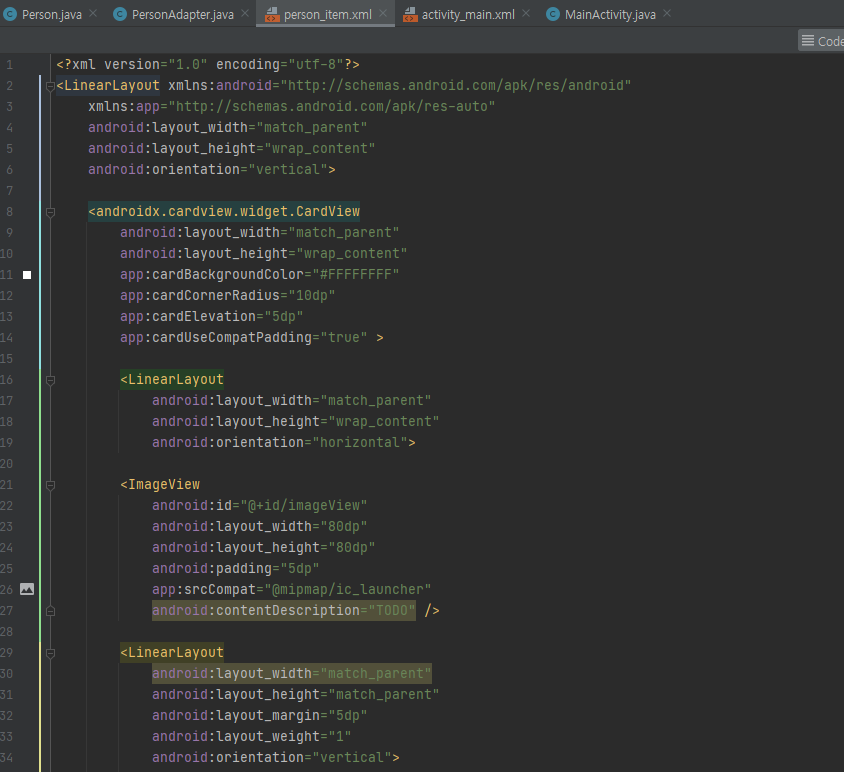 Person.java PersonAdapter.java person_item.xml activity_main.xml MainActivity.java
Code
1 <?xml version="1.0" encoding="utf-8"?>
2 <LinearLayout xmlns:android="http://schemas.android.com/apk/res/android"
3 xmlns:app="http://schemas.android.com/apk/res-auto"
4 android:layout_width="match_parent"
5 android:layout_height="wrap_content"
6 android:orientation="vertical">
7
8 <androidx.cardview.widget.CardView
9 android:layout_width="match_parent"
10 android:layout_height="wrap_content"
11 app:cardBackgroundColor="#FFFFFFFF"
12 app:cardCornerRadius="10dp"
13 app:cardElevation="5dp"
14 app:cardUseCompatPadding="true" >
15
16 <LinearLayout
17 android:layout_width="match_parent"
18 android:layout_height="wrap_content"
19 android:orientation="horizontal">
20
21 <ImageView
22 android:id="@+id/imageView"
23 android:layout_width="80dp"
24 android:layout_height="80dp"
25 android:padding="5dp"
26 app:srcCompat="@mipmap/ic_launcher"
27 android:contentDescription="TODO" />
28
29 <LinearLayout
30 android:layout_width="match_parent"
31 android:layout_height="match_parent"
32 android:layout_margin="5dp"
33 android:layout_weight="1"
34 android:orientation="vertical">